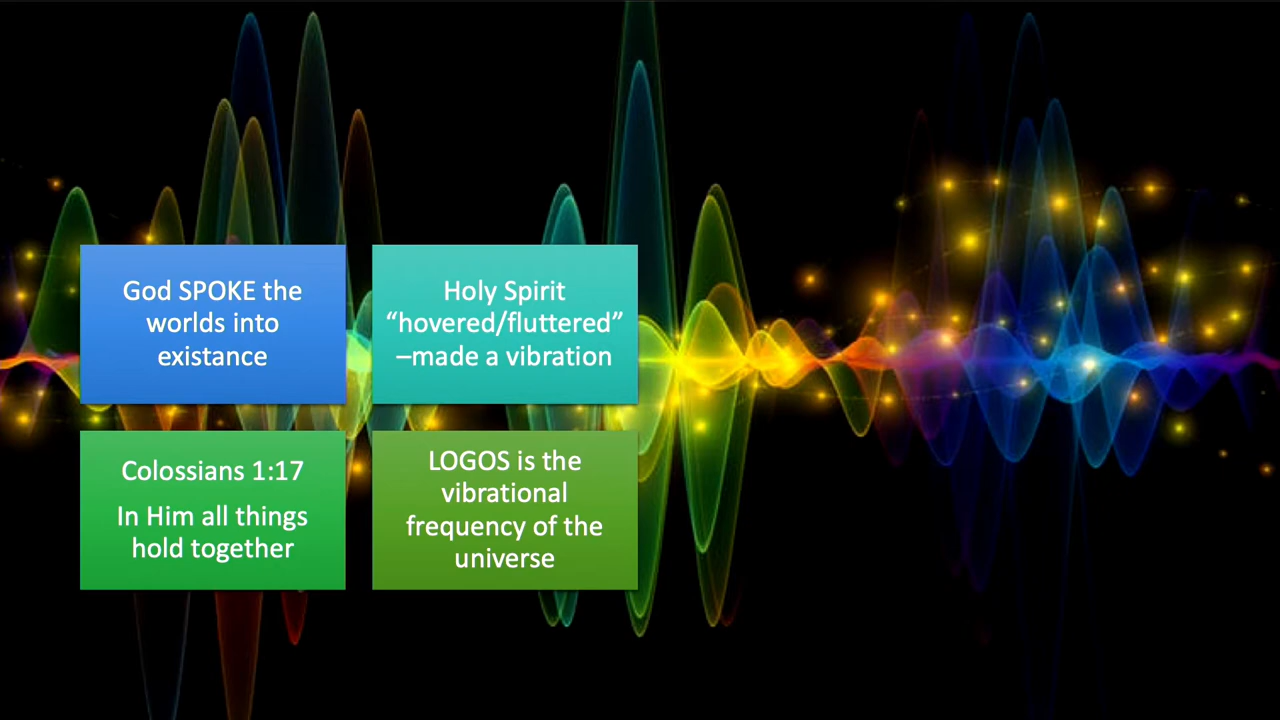 God SPOKE the
worlds into
existance
Holy Spirit
“hovered/fluttered”
–made a vibration
Colossians 1:17
In Him all things
hold together
LOGOS is the
vibrational
frequency of the
universe